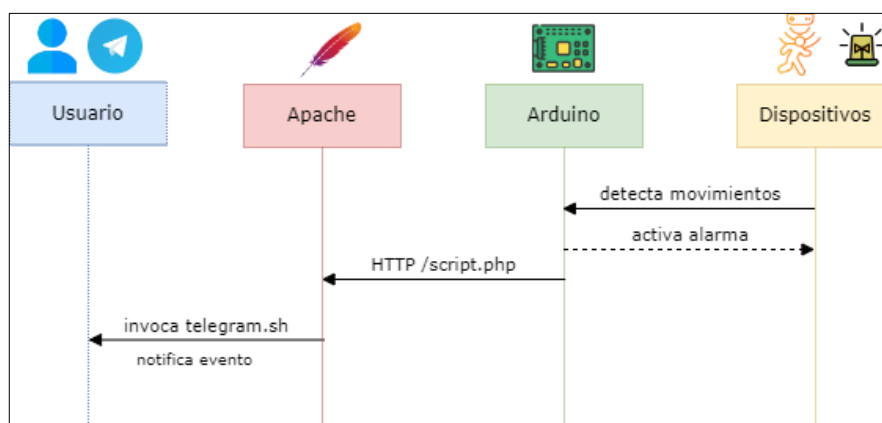 Usuario
Apache
Arduino
Dispositivos
detecta movimientos
activa alarma
HTTP /script.php
invoca telegram.sh
notifica evento